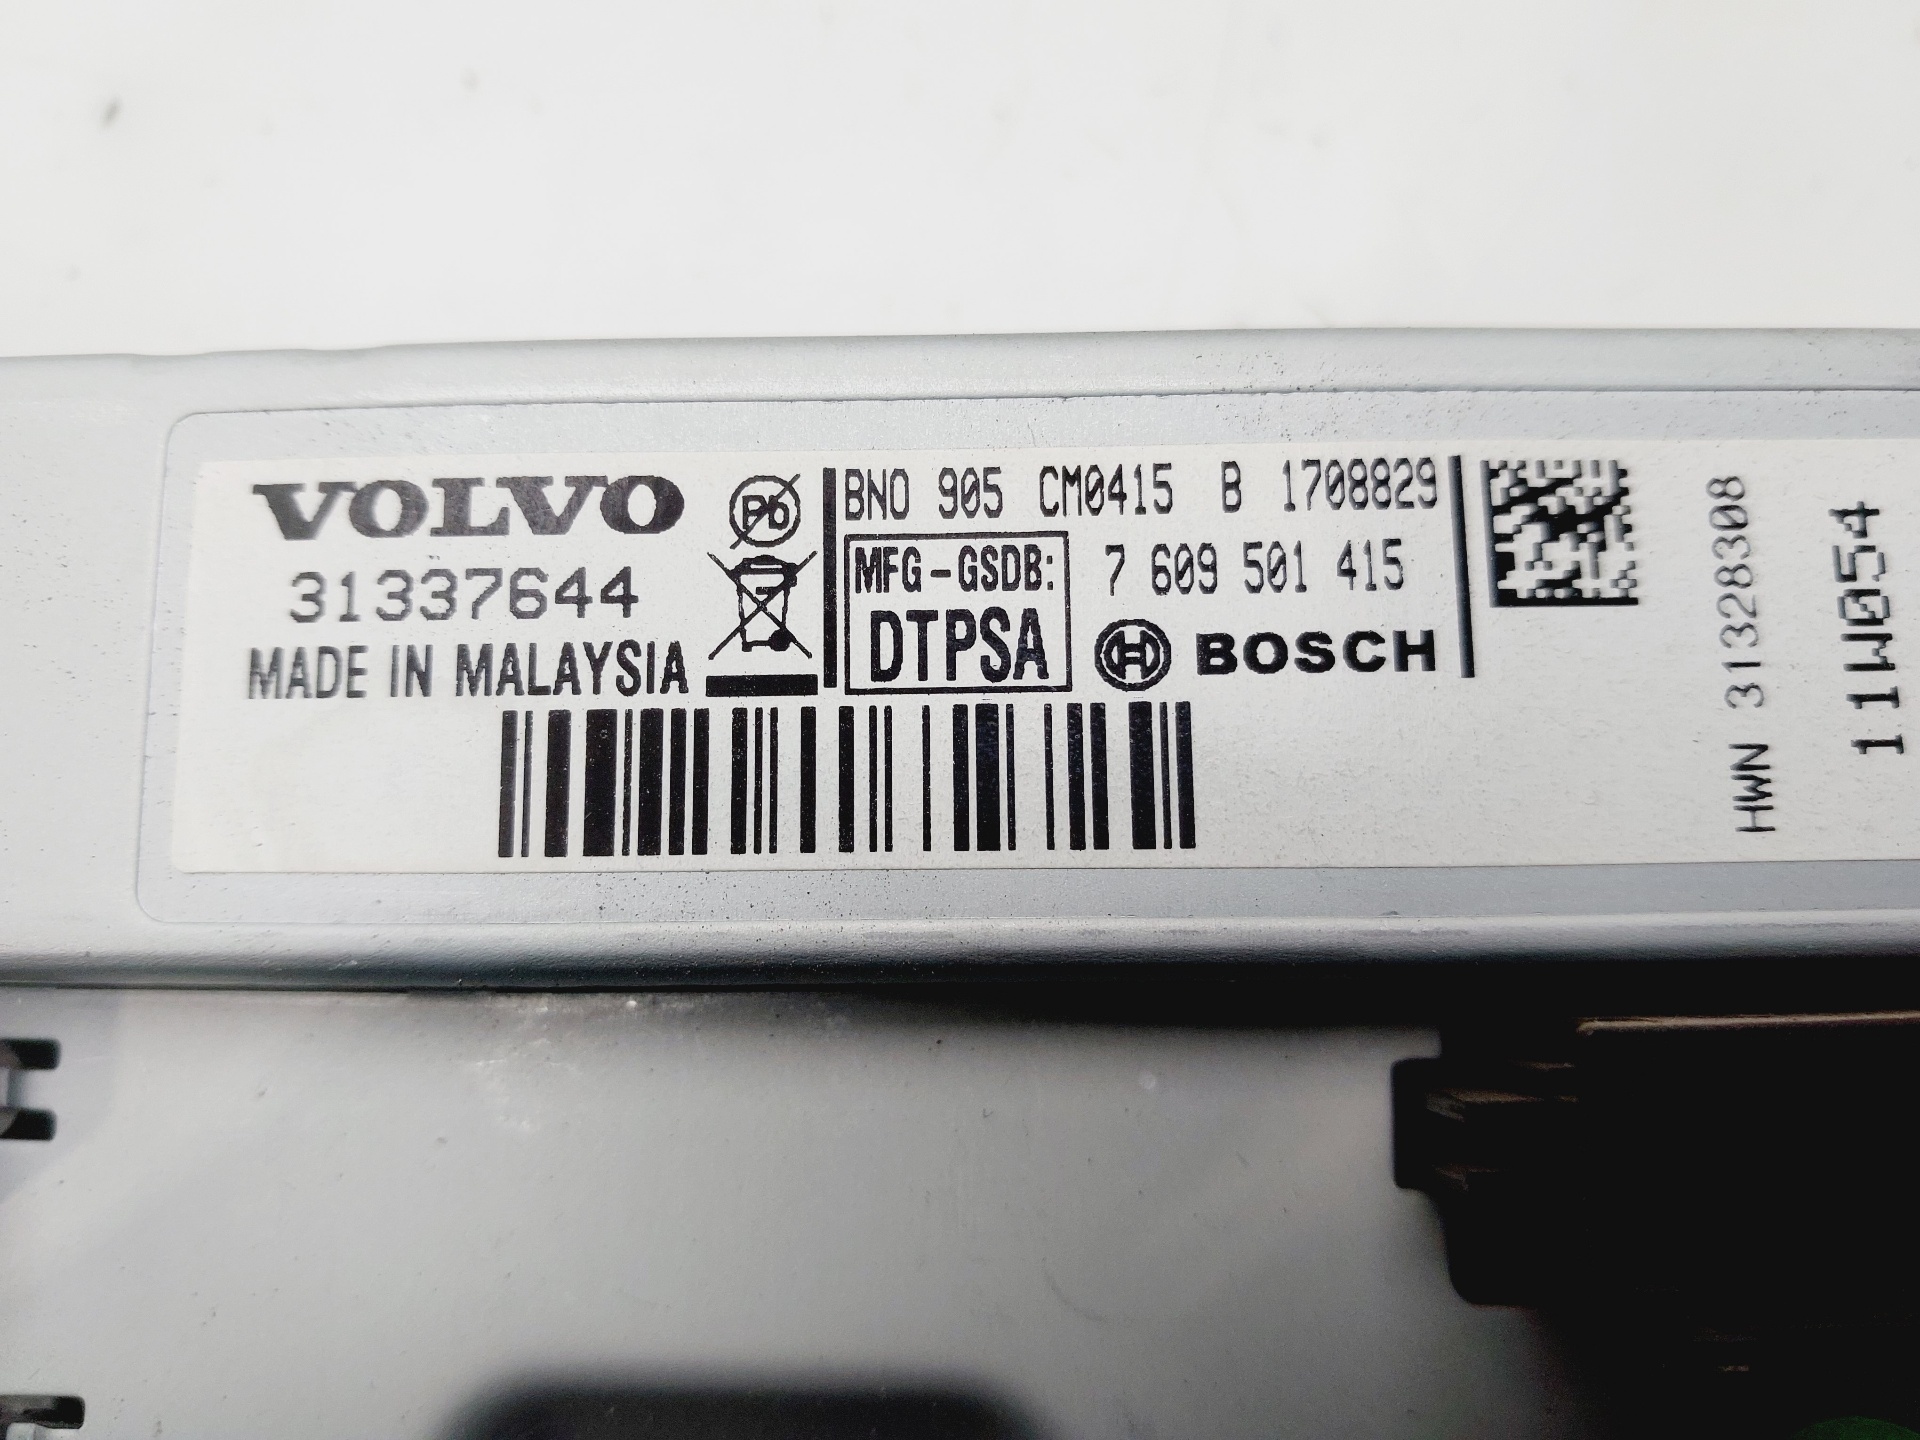 VOLVO
31337644
MADE IN MALAYSIA
Pb
BNO 905 CM0415 B 1708829
MFG-GSDB:
DTPSA
7 609 501 415
BOSCH
HWN 31328308
11W054